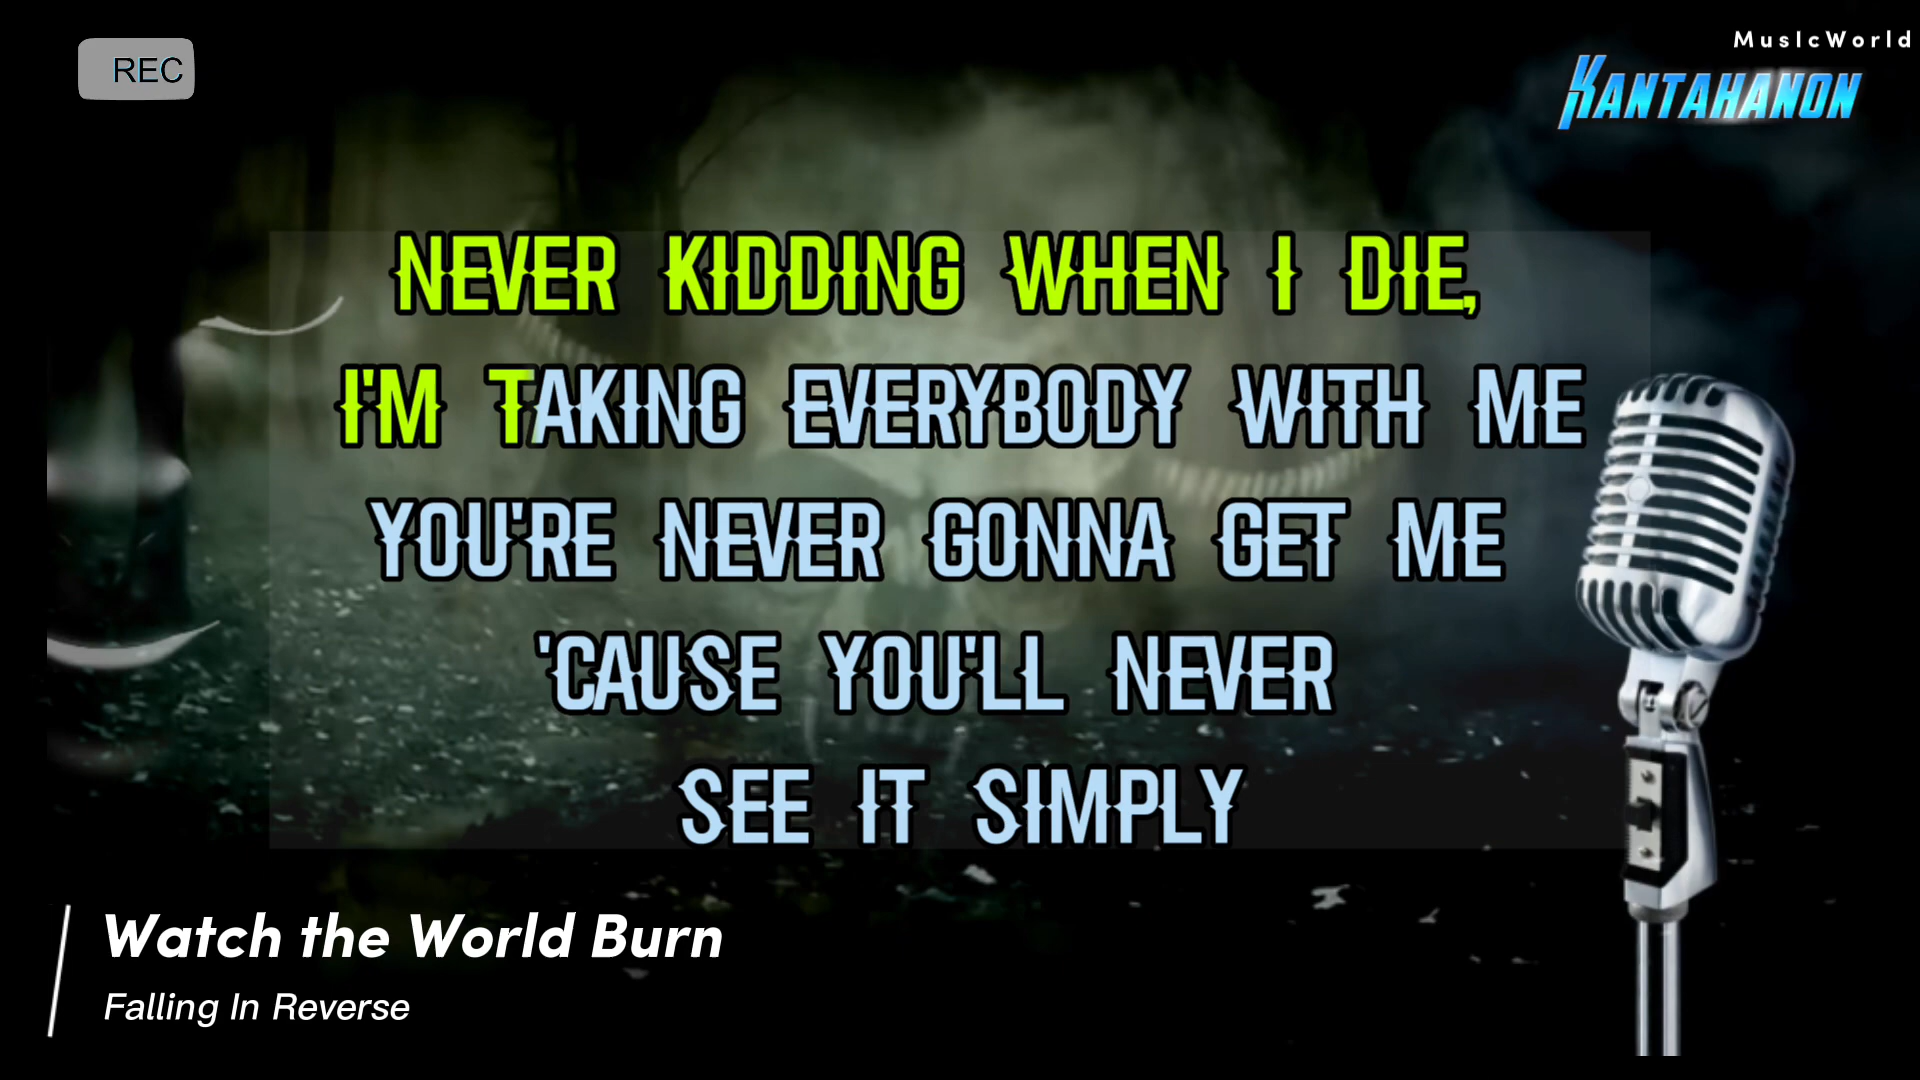 REC
MusIcWorld
KANTAHANON
NEVER KIDDING WHEN I DIE,
I'M TAKING EVERYBODY WITH ME
YOU'RE NEVER GONNA GET ME
'CAUSE YOU'LL NEVER
SEE IT SIMPLY
Watch the World Burn
Falling In Reverse